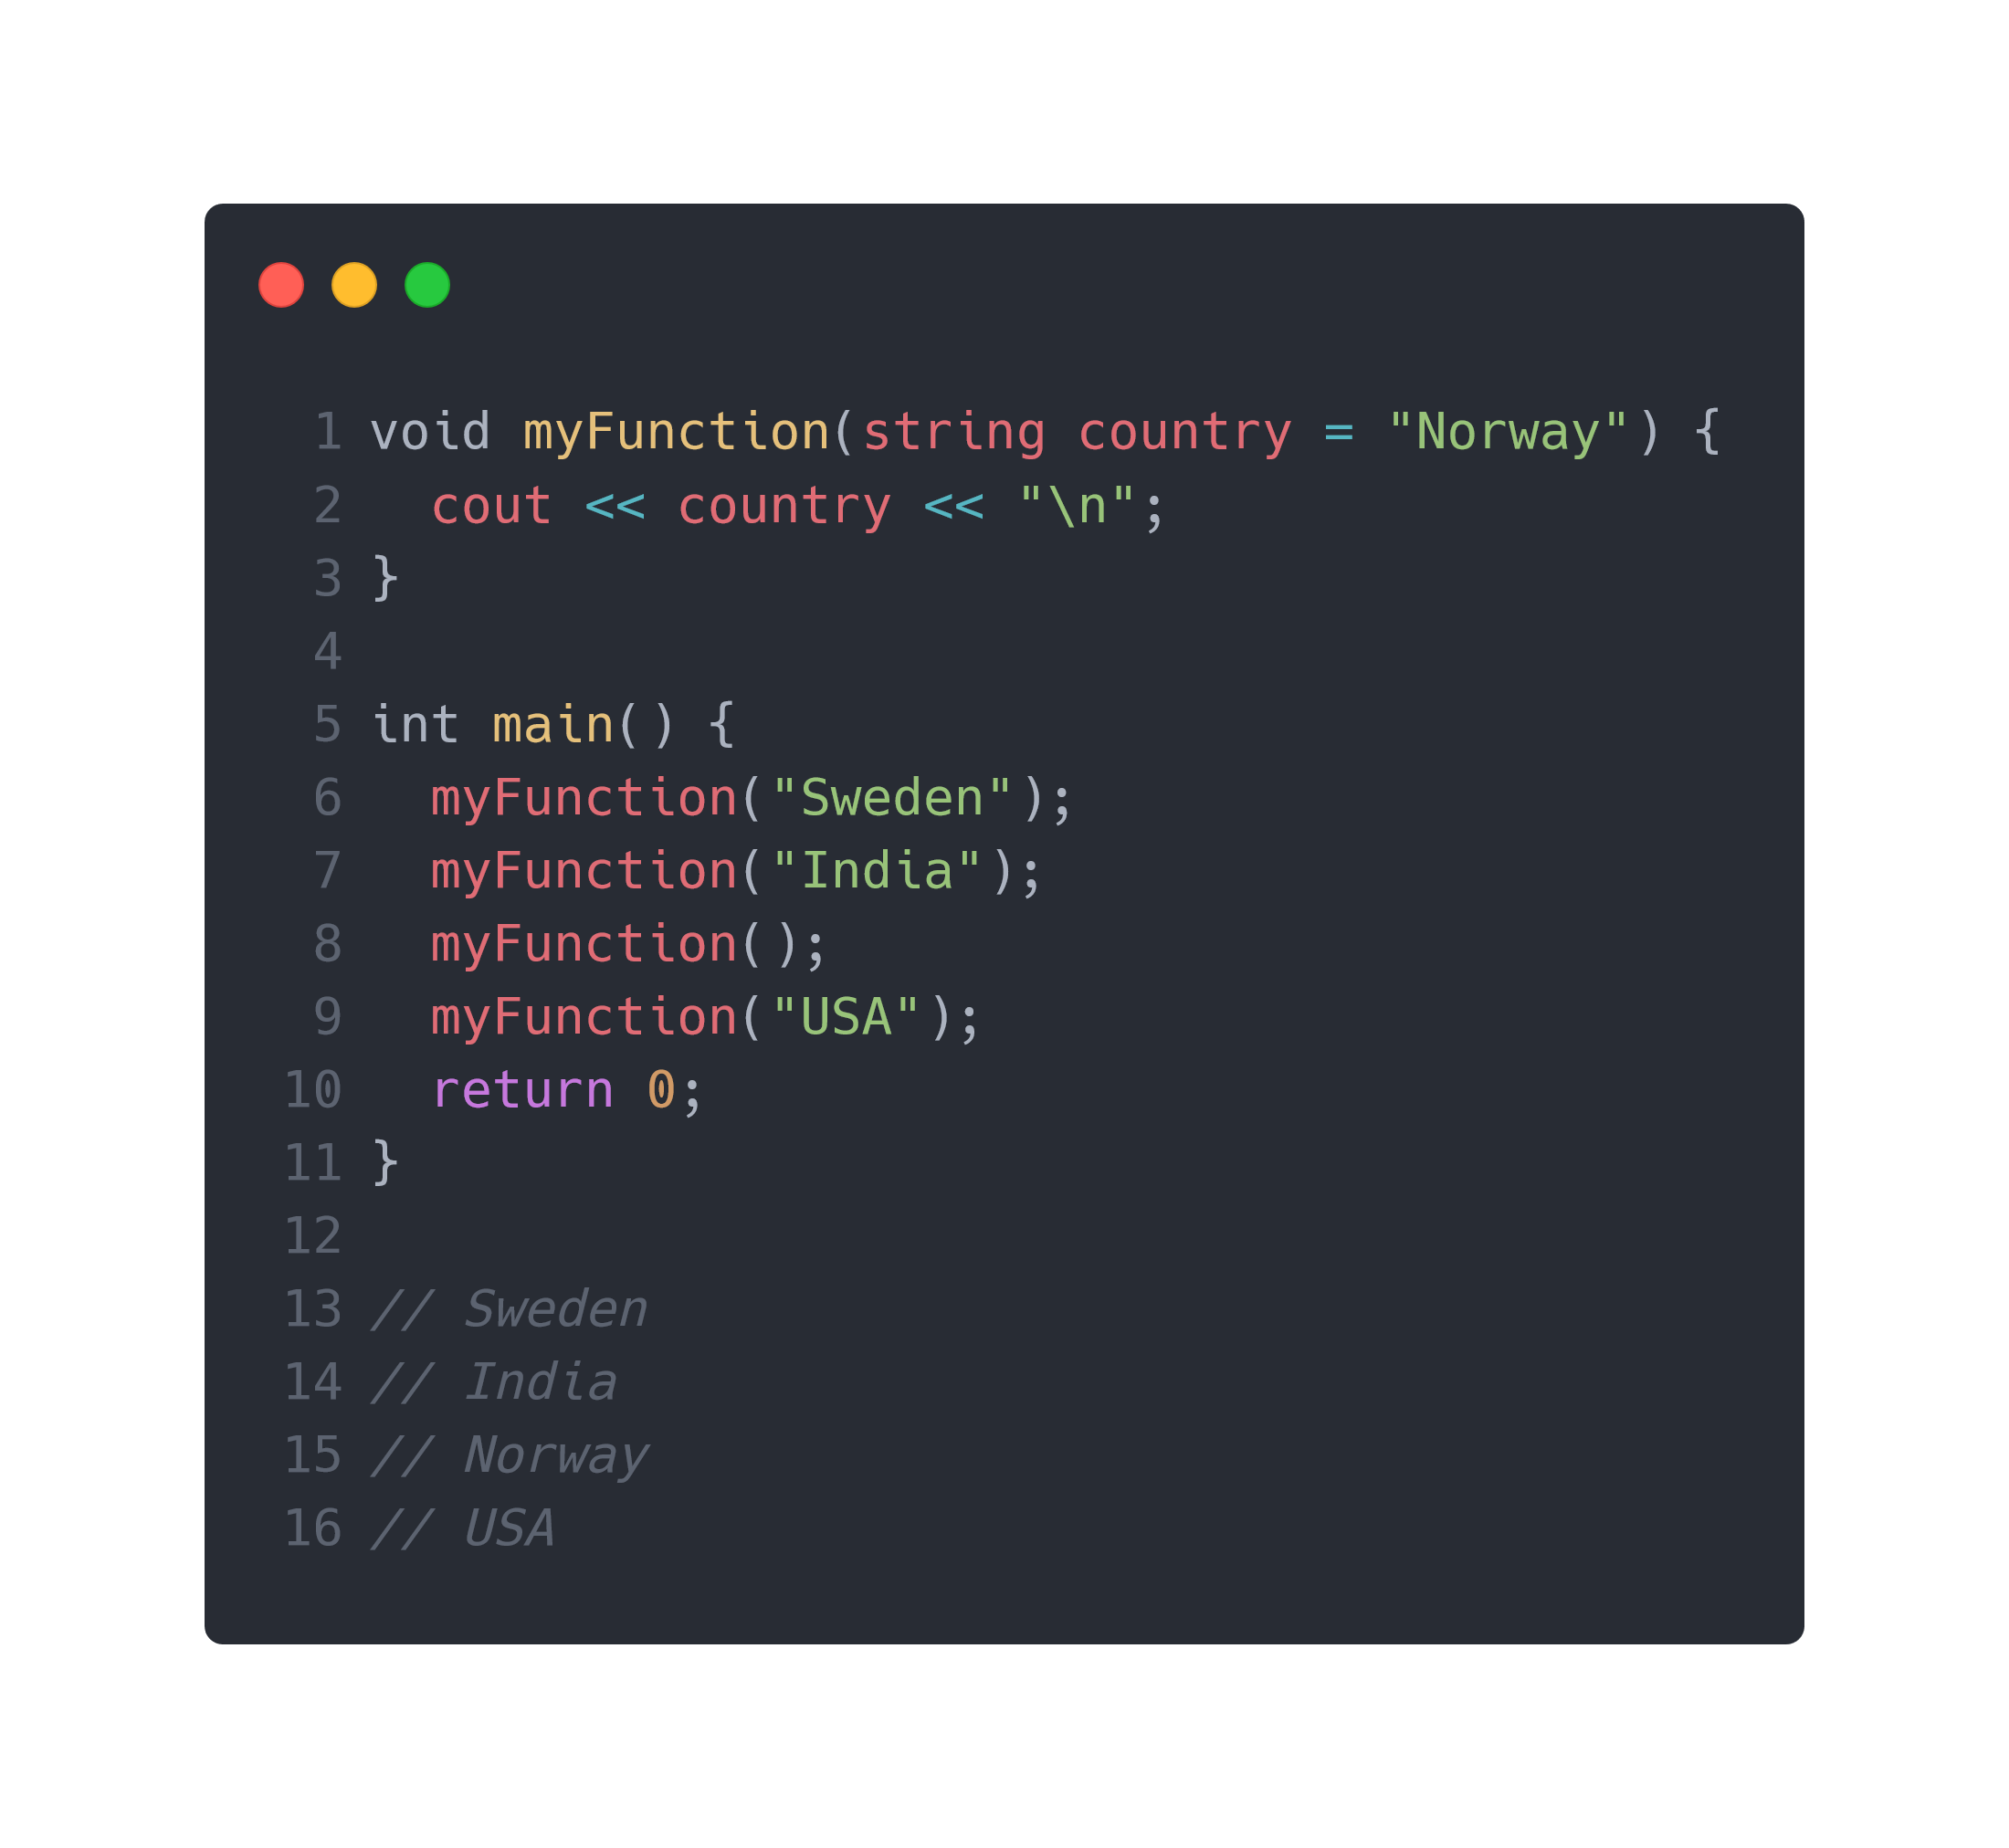 1 void myFunction(string country = "Norway") {
2   cout << country << "\n";
3 }
4
5 int main() {
6   myFunction("Sweden");
7   myFunction("India");
8   myFunction();
9   myFunction("USA");
10   return 0;
11 }
12
13 // Sweden
14 // India
15 // Norway
16 // USA